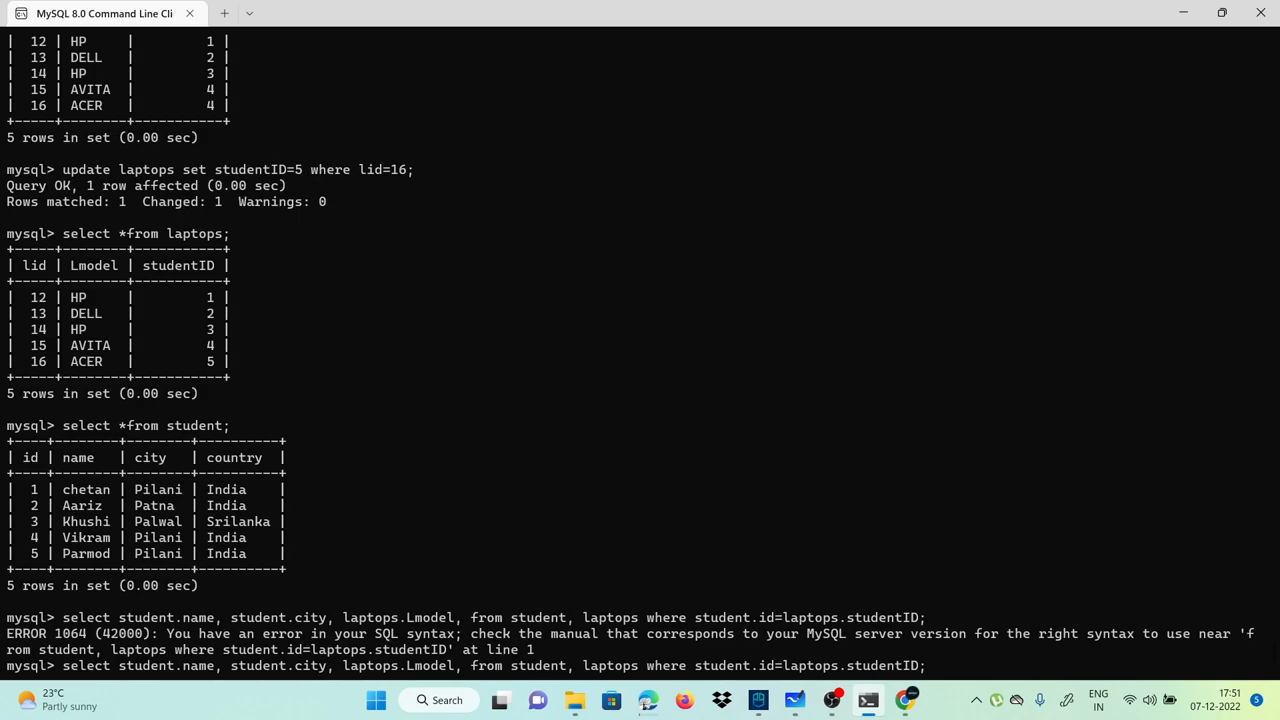 MySQL 8.0 Command Line Cli
| 12 | HP | 1 |
| 13 | DELL | 2 |
| 14 | HP | 3 |
| 15 | AVITA | 4 |
| 16 | ACER | 4 |
+-----+--------+-----------+
5 rows in set (0.00 sec)
mysql> update laptops set studentID=5 where lid=16;
Query OK, 1 row affected (0.00 sec)
Rows matched: 1  Changed: 1  Warnings: 0
mysql> select *from laptops;
+-----+--------+-----------+
| lid | Lmodel | studentID |
+-----+--------+-----------+
| 12 | HP | 1 |
| 13 | DELL | 2 |
| 14 | HP | 3 |
| 15 | AVITA | 4 |
| 16 | ACER | 5 |
+-----+--------+-----------+
5 rows in set (0.00 sec)
mysql> select *from student;
+----+--------+--------+----------+
| id | name | city | country |
+----+--------+--------+----------+
| 1 | chetan | Pilani | India |
| 2 | Aariz | Patna | India |
| 3 | Khushi | Palwal | Srilanka |
| 4 | Vikram | Pilani | India |
| 5 | Parmod | Pilani | India |
+----+--------+--------+----------+
5 rows in set (0.00 sec)
mysql> select student.name, student.city, laptops.Lmodel, from student, laptops where student.id=laptops.studentID;
ERROR 1064 (42000): You have an error in your SQL syntax; check the manual that corresponds to your MySQL server version for the right syntax to use near 'f
rom student, laptops where student.id=laptops.studentID' at line 1
mysql> select student.name, student.city, laptops.Lmodel, from student, laptops where student.id=laptops.studentID;
23°C
Partly sunny
Search
ENG
IN
17:51
07-12-2022
5